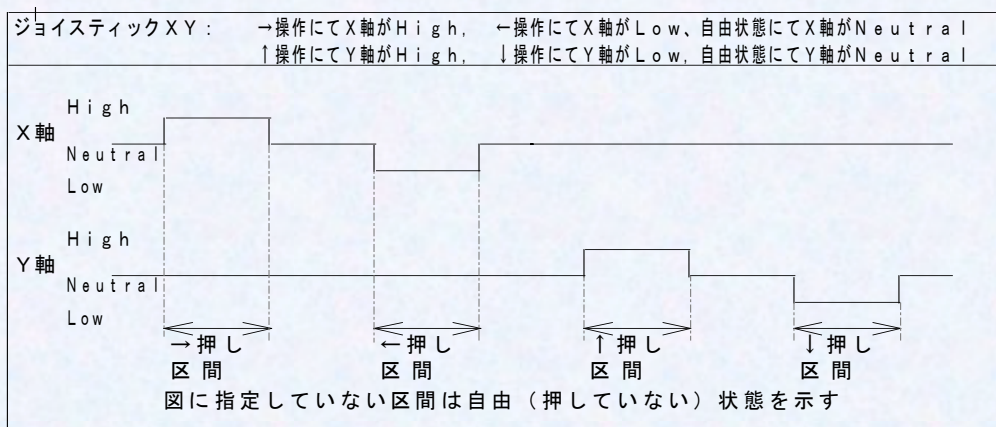 ジョイスティックXY: →操作にてX軸がHigh, ←操作にてX軸がLow、自由状態にてX軸がNeutral
↑操作にてY軸がHigh, ↓操作にてY軸がLow, 自由状態にてY軸がNeutral
High
X軸
Neutral
Low
High
Y軸
Neutral
Low
→押し ←押し ↑押し ↓押し
区間 区間 区間 区間
図に指定していない区間は自由(押していない)状態を示す